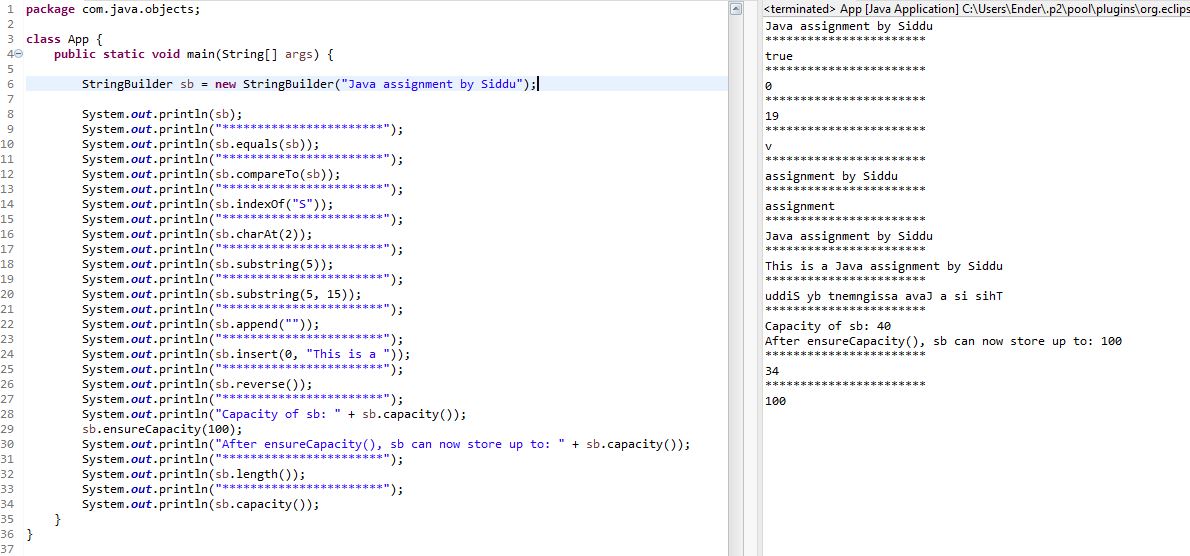 1 package com.java.objects;
2
3 class App {
4 public static void main(String[] args) {
5
6 StringBuilder sb = new StringBuilder("Java assignment by Siddu");
7
8 System.out.println(sb);
9 System.out.println("***********************");
10 System.out.println(sb.equals(sb));
11 System.out.println("***********************");
12 System.out.println(sb.compareTo(sb));
13 System.out.println("***********************");
14 System.out.println(sb.indexOf("S"));
15 System.out.println("***********************");
16 System.out.println(sb.charAt(2));
17 System.out.println("***********************");
18 System.out.println(sb.substring(5));
19 System.out.println("***********************");
20 System.out.println(sb.substring(5, 15));
21 System.out.println("***********************");
22 System.out.println(sb.append(""));
23 System.out.println("***********************");
24 System.out.println(sb.insert(0, "This is a "));
25 System.out.println("***********************");
26 System.out.println(sb.reverse());
27 System.out.println("***********************");
28 System.out.println("Capacity of sb: " + sb.capacity());
29 sb.ensureCapacity(100);
30 System.out.println("After ensureCapacity(), sb can now store up to: " + sb.capacity());
31 System.out.println("***********************");
32 System.out.println(sb.length());
33 System.out.println("***********************");
34 System.out.println(sb.capacity());
35 }
36 }
37
<terminated> App [Java Application] C:\Users\Ender\.p2\pool\plugins\org.eclips
Java assignment by Siddu
***********************
true
***********************
0
***********************
19
***********************
v
***********************
assignment by Siddu
***********************
assignment
***********************
Java assignment by Siddu
***********************
This is a Java assignment by Siddu
***********************
uddiS yb tnemngissa avaJ a si sihT
***********************
Capacity of sb: 40
After ensureCapacity(), sb can now store up to: 100
***********************
34
***********************
100